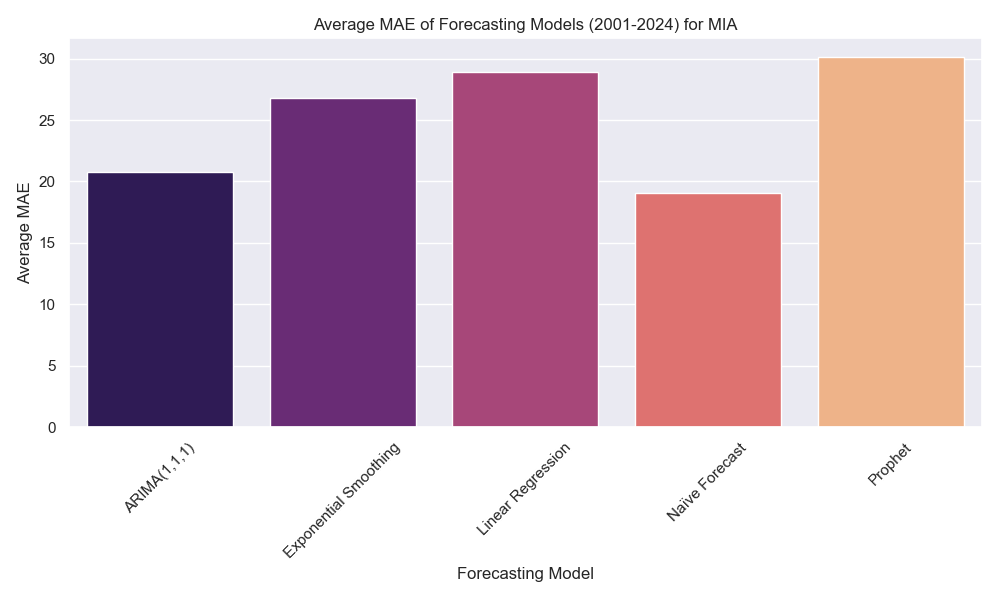 Average MAE of Forecasting Models (2001-2024) for MIA
Average MAE
30
25
20
15
10
5
0
ARIMA(1,1,1)
Exponential Smoothing
Linear Regression
Naïve Forecast
Prophet
Forecasting Model